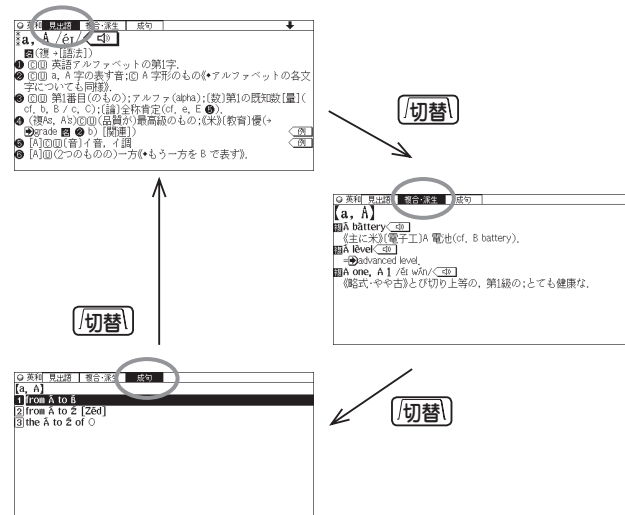 英和 見出語 複合・派生 成句
a, A /éɪ/
名(複→[語法])
❶ⒸⓊ 英語アルファベットの第1字.
❷ⒸⓊ a, A 字の表す音;Ⓒ A 字形のもの《◆アルファベットの各文
字についても同様》.
❸ⒸⓊ 第1番目(のもの);アルファ(alpha);〔数〕第1の既知数[量](
cf. b, B / c, C);〔論〕全称肯定(cf. e, E ❺).
❹ (複As, A's)ⒸⓊ(品質が)最高級のもの;《米》〔教育〕優(→
grade 名 ❷ b) [関連])
例
❺ [A]ⒸⓊ〔音〕イ音, イ調
例
❻ [A]Ⓤ(2つのものの)一方《◆もう一方を B で表す》.
切替
英和 見出語 複合・派生 成句
【a, A】
A báttery
《主に米》〔電子工〕A 電池(cf. B battery).
A lèvel
=advanced level.
A one, A 1 /éɪ wʌ́n/
《略式・やや古》とび切り上等の, 第1級の;とても健康な.
切替
英和 見出語 複合・派生 成句
【a, A】
1 from Á to B́
2 from Á to Ź [Zéd]
3 the Á to Ź of ○
切替